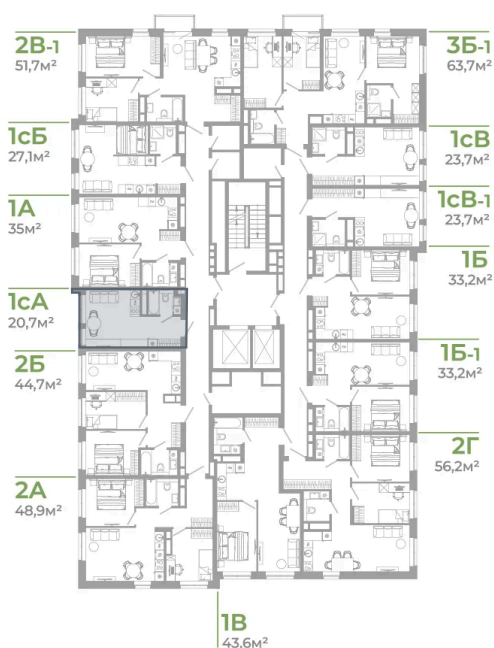 2В-1
51,7м²
3Б-1
63,7м²
1сБ
27,1м²
1сВ
23,7м²
1А
35м²
1сВ-1
23,7м²
1Б
33,2м²
1сА
20,7м²
2Б
44,7м²
1Б-1
33,2м²
2Г
56,2м²
2А
48,9м²
1В
43,6м²